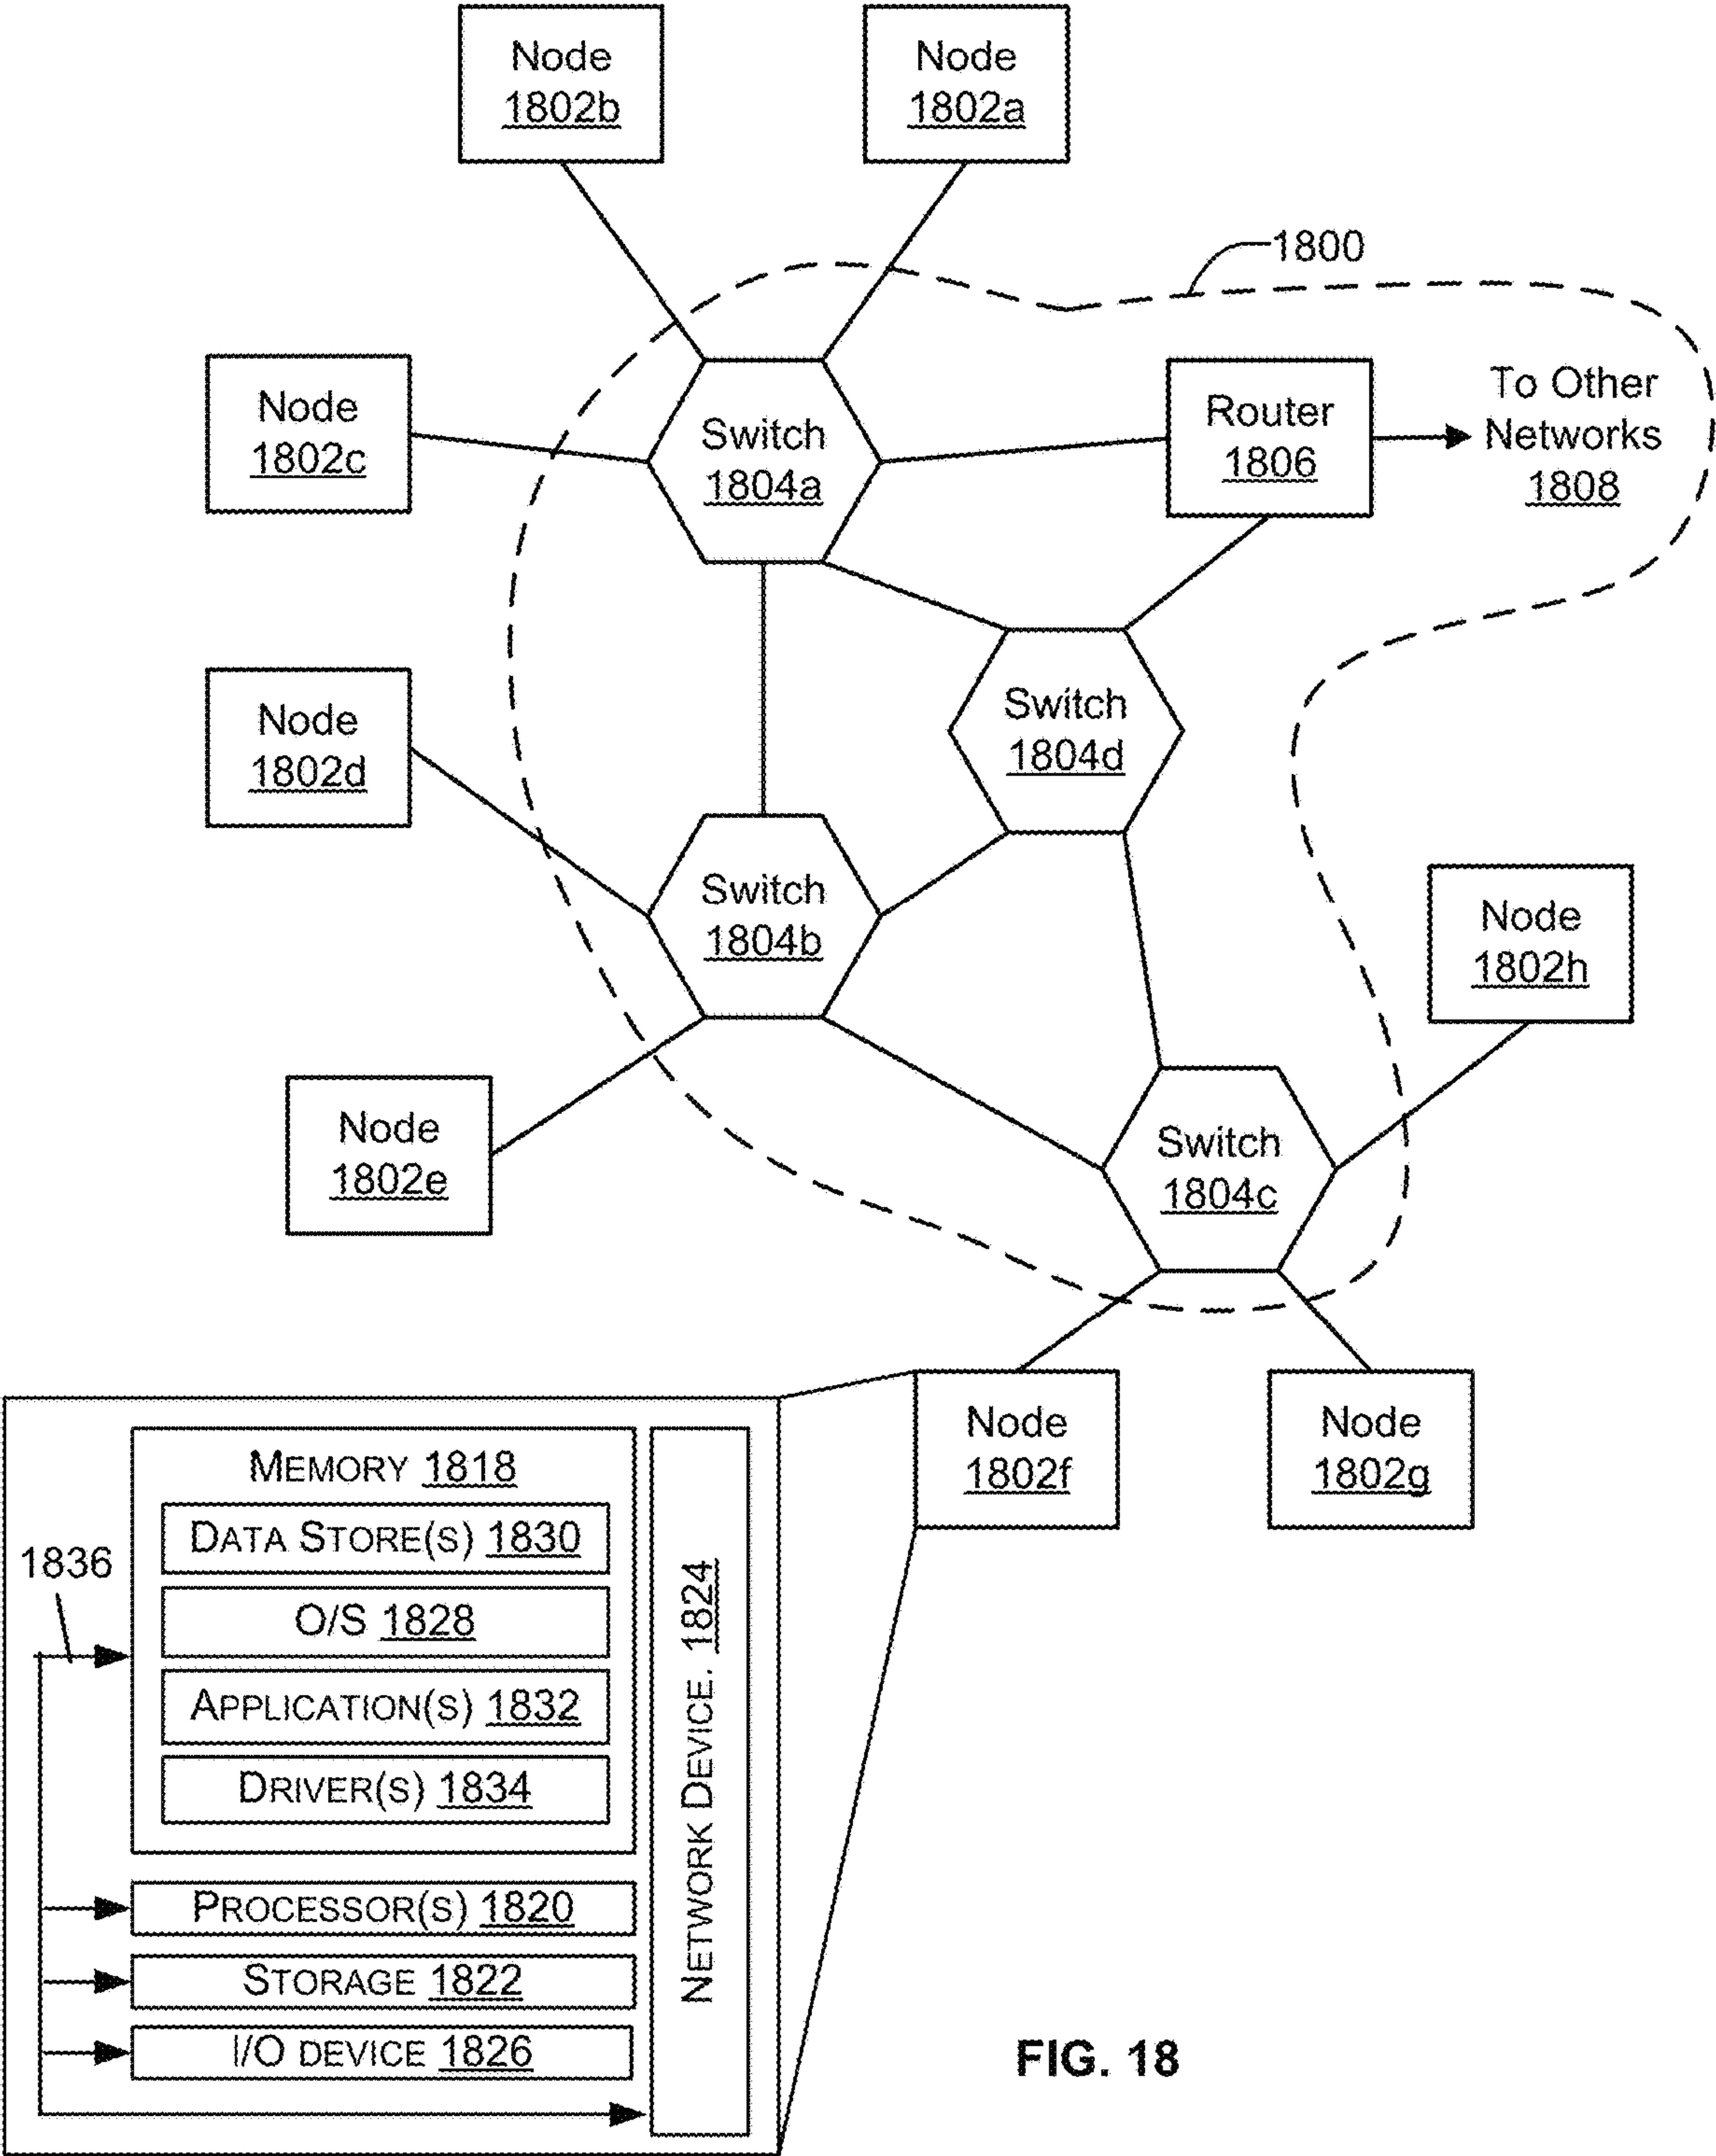 Node
1802b
Node
1802a
1800
Node
1802c
Switch
1804a
Router
1806
To Other
Networks
1808
Node
1802d
Switch
1804d
Switch
1804b
Node
1802h
Node
1802e
Switch
1804c
Node
1802f
Node
1802g
MEMORY 1818
DATA STORE(S) 1830
1836
O/S 1828
APPLICATION(S) 1832
DRIVER(S) 1834
NETWORK DEVICE. 1824
PROCESSOR(S) 1820
STORAGE 1822
I/O DEVICE 1826
FIG. 18